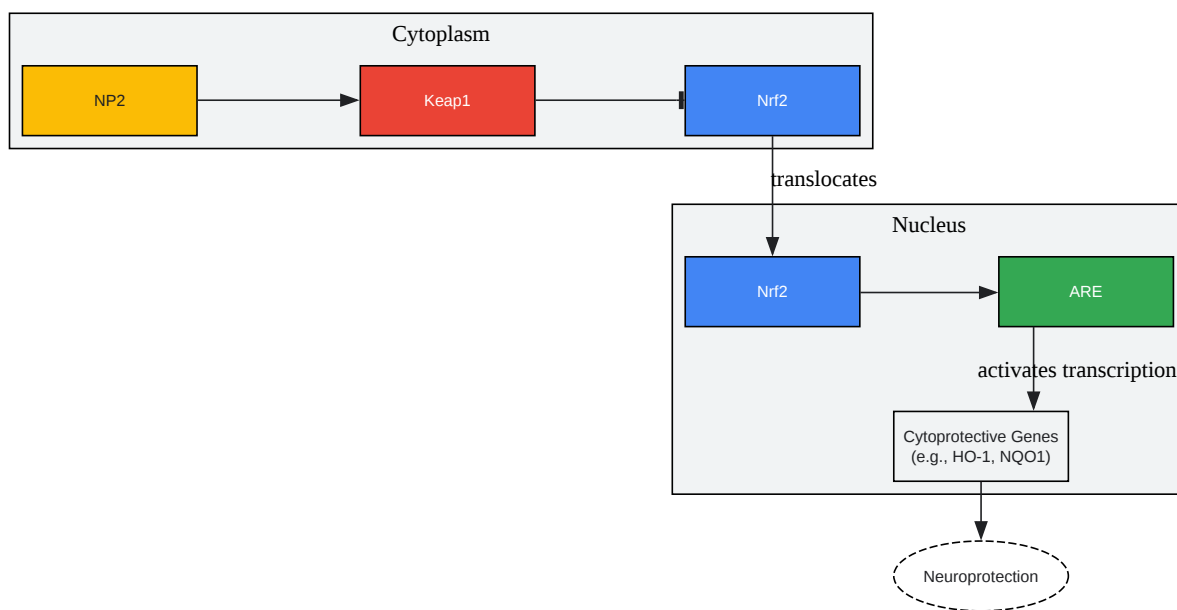 Cytoplasm
NP2
Keap1
Nrf2
translocates
Nucleus
Nrf2
ARE
activates transcription
Cytoprotective Genes
(e.g., HO-1, NQO1)
Neuroprotection